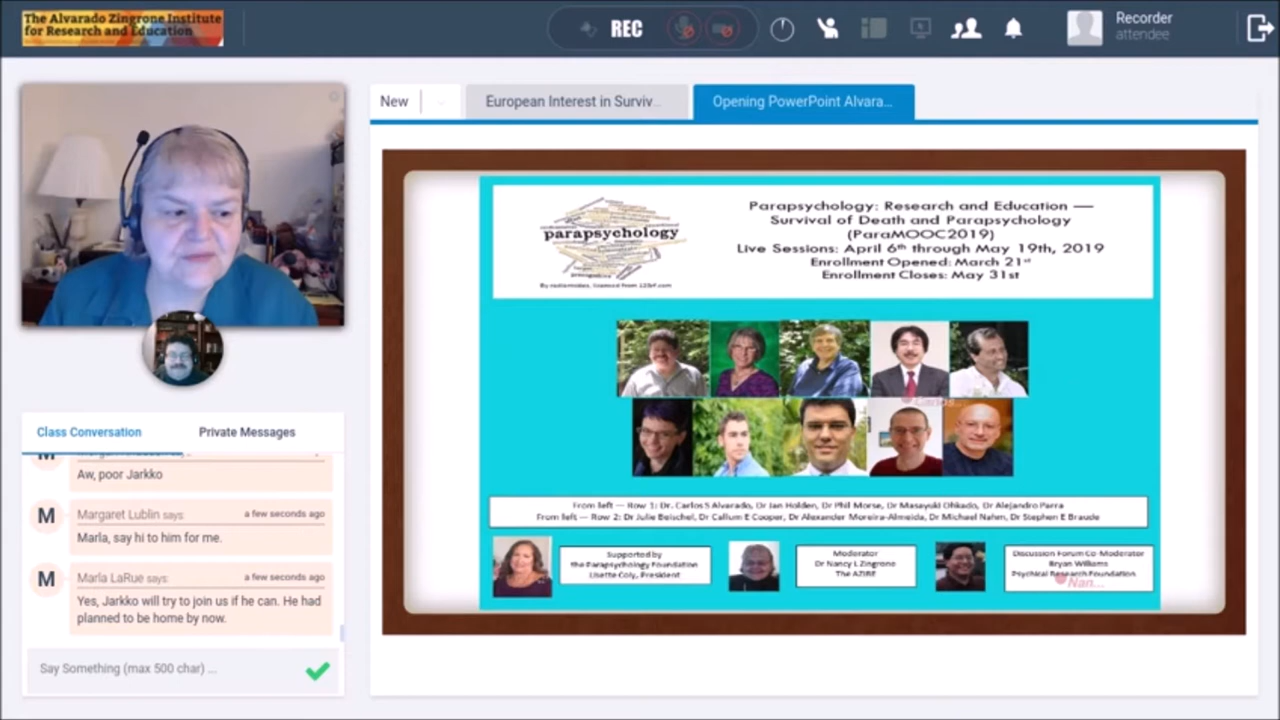 The Alvarado Zingrone Institute
for Research and Education
REC
Recorder
attendee
New
European Interest in Surviv...
Opening PowerPoint Alvara...
parapsychology
Parapsychology: Research and Education —
Survival of Death and Parapsychology
(ParaMOOC2019)
Live Sessions: April 6th through May 19th, 2019
Enrollment Opened: March 21st
Enrollment Closes: May 31st
Carlos...
From left — Row 1: Dr. Carlos S Alvarado, Dr Jan Holden, Dr Phil Morse, Dr Masayuki Ohkado, Dr Alejandro Parra
From left — Row 2: Dr Julie Beischel, Dr Callum E Cooper, Dr Alexander Moreira-Almeida, Dr Michael Nahm, Dr Stephen E Braude
Supported by
the Parapsychology Foundation
Lisette Coly, President
Moderator
Dr Nancy L Zingrone
The AZIRE
Discussion Forum Co-Moderator
Bryan Williams
Psychical Research Foundation
Nan...
Class Conversation
Private Messages
M
Aw, poor Jarkko
M
Margaret Lublin says:
a few seconds ago
Marla, say hi to him for me.
M
Marla LaRue says:
a few seconds ago
Yes, Jarkko will try to join us if he can. He had
planned to be home by now.
Say Something (max 500 char) ...